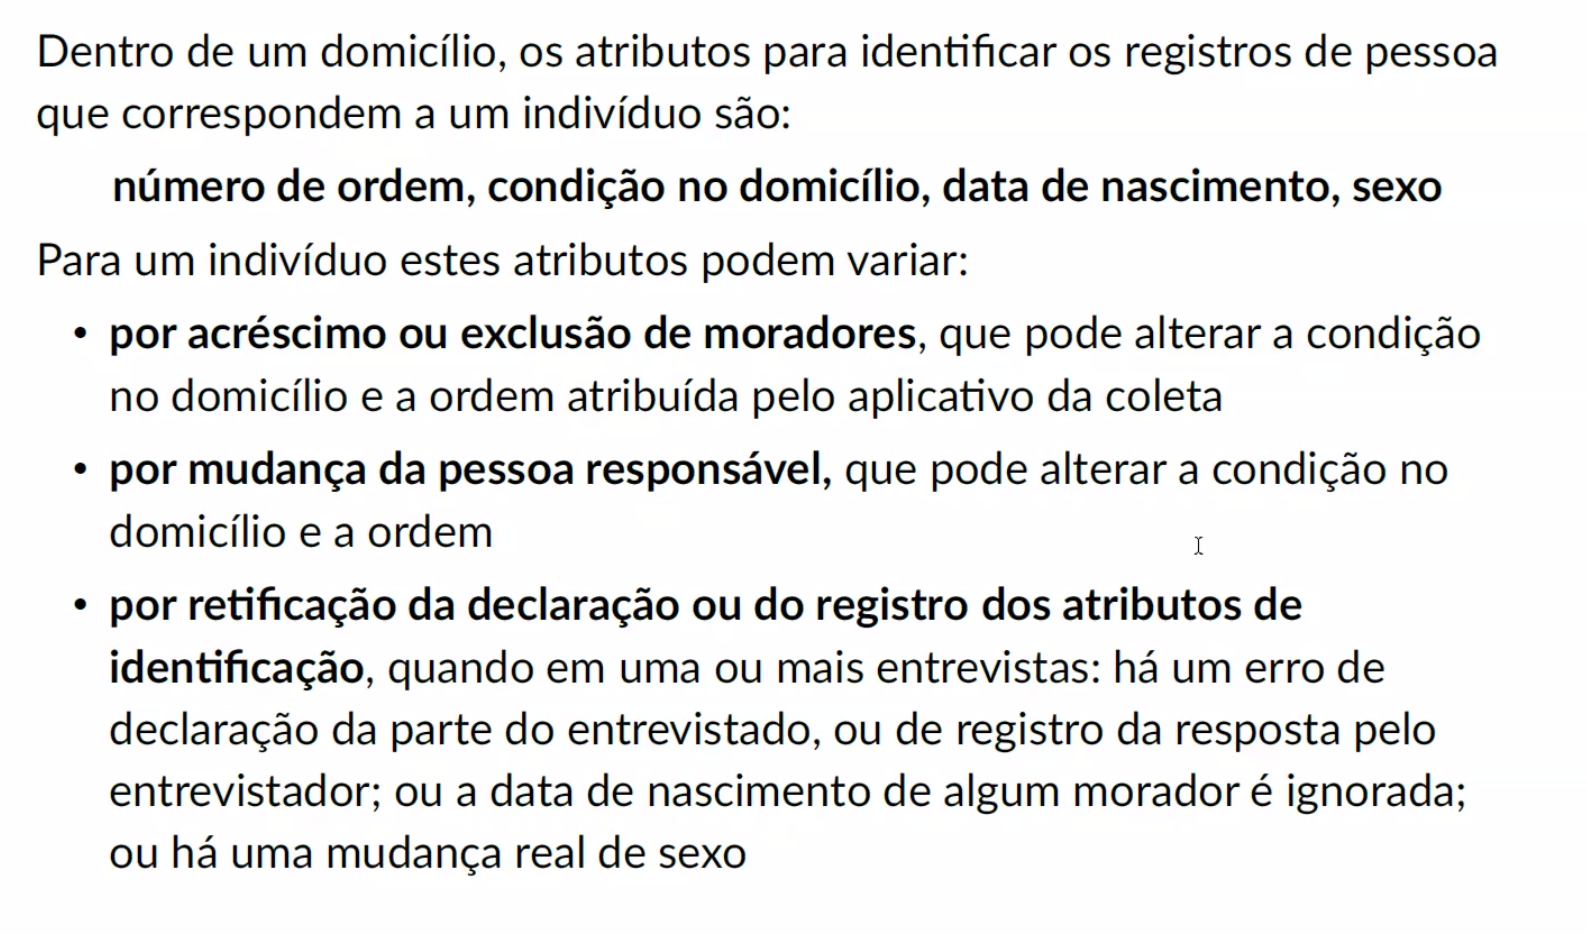 Dentro de um domicílio, os atributos para identificar os registros de pessoa
que correspondem a um indivíduo são:
número de ordem, condição no domicílio, data de nascimento, sexo
Para um indivíduo estes atributos podem variar:
• por acréscimo ou exclusão de moradores, que pode alterar a condição
no domicílio e a ordem atribuída pelo aplicativo da coleta
• por mudança da pessoa responsável, que pode alterar a condição no
domicílio e a ordem
• por retificação da declaração ou do registro dos atributos de
identificação, quando em uma ou mais entrevistas: há um erro de
declaração da parte do entrevistado, ou de registro da resposta pelo
entrevistador; ou a data de nascimento de algum morador é ignorada;
ou há uma mudança real de sexo